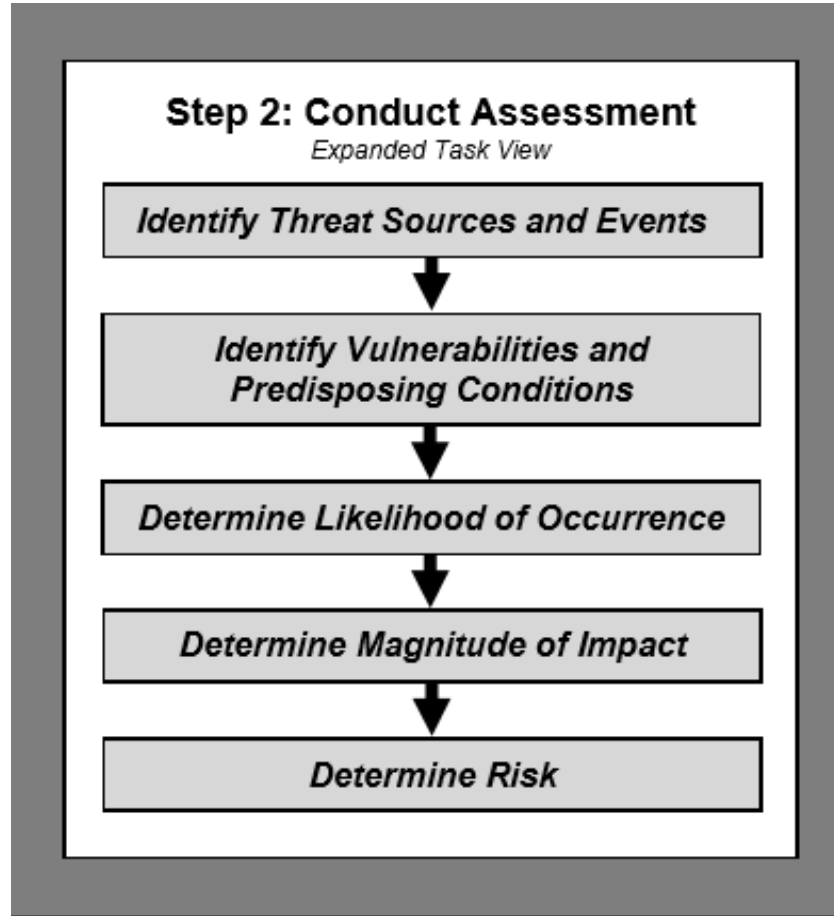 Step 2: Conduct Assessment
Expanded Task View
Identify Threat Sources and Events
Identify Vulnerabilities and
Predisposing Conditions
Determine Likelihood of Occurrence
Determine Magnitude of Impact
Determine Risk